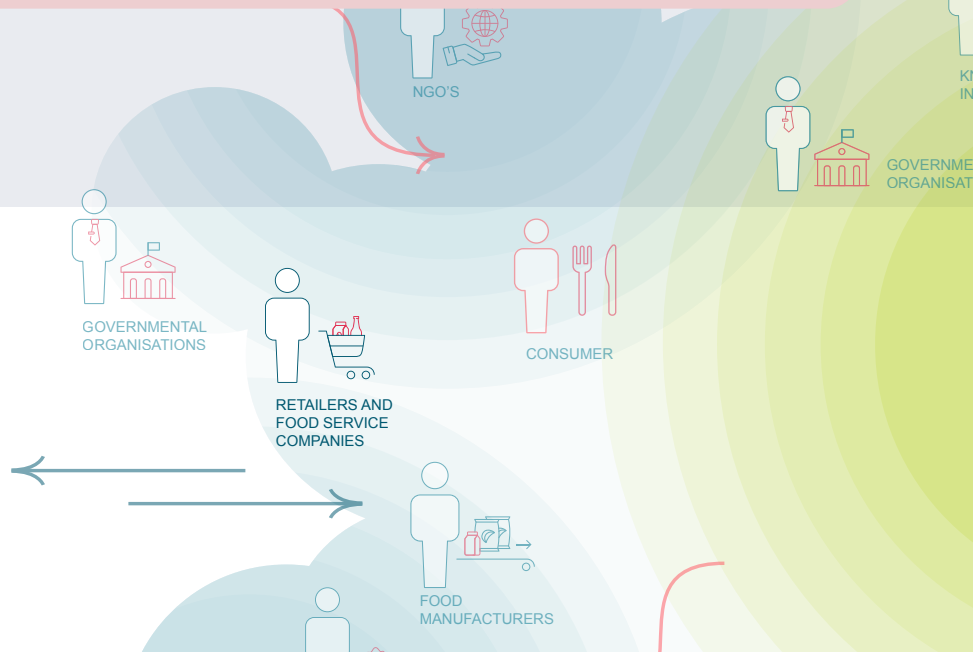 NGO'S
GOVERNMENTAL
ORGANISATIONS
RETAILERS AND
FOOD SERVICE
COMPANIES
CONSUMER
FOOD
MANUFACTURERS